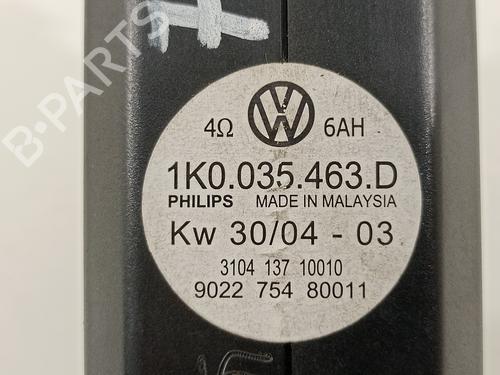 B-PARTS
4Ω VW 6AH
1K0.035.463.D
PHILIPS MADE IN MALAYSIA
Kw 30/04 - 03
3104 137 10010
9022 754 80011